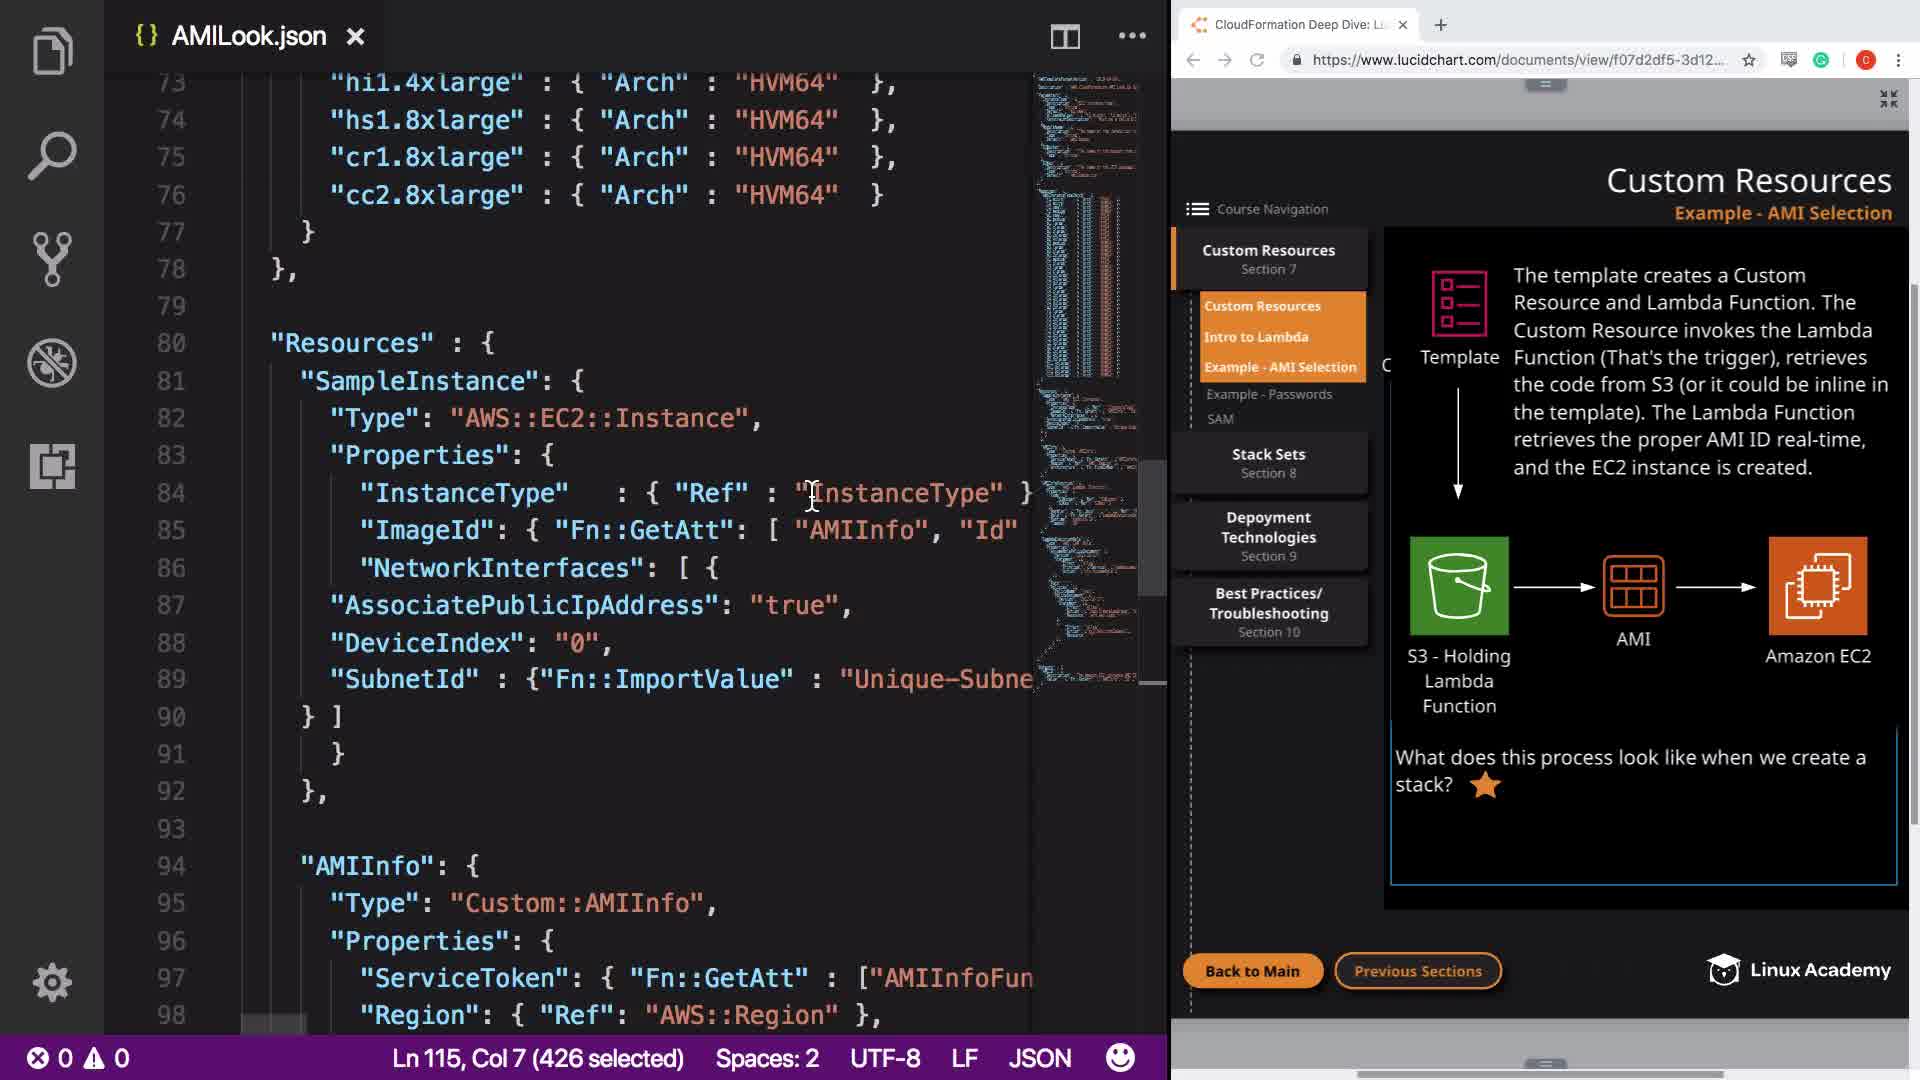 {} AMILook.json
73 "hi1.4xlarge" : { "Arch" : "HVM64" },
74 "hs1.8xlarge" : { "Arch" : "HVM64" },
75 "cr1.8xlarge" : { "Arch" : "HVM64" },
76 "cc2.8xlarge" : { "Arch" : "HVM64" }
77 }
78 },
79
80 "Resources" : {
81 "SampleInstance": {
82 "Type": "AWS::EC2::Instance",
83 "Properties": {
84 "InstanceType" : { "Ref" : "InstanceType" }
85 "ImageId": { "Fn::GetAtt": [ "AMIInfo", "Id"
86 "NetworkInterfaces": [ {
87 "AssociatePublicIpAddress": "true",
88 "DeviceIndex": "0",
89 "SubnetId" : {"Fn::ImportValue" : "Unique-Subne
90 } ]
91 }
92 },
93
94 "AMIInfo": {
95 "Type": "Custom::AMIInfo",
96 "Properties": {
97 "ServiceToken": { "Fn::GetAtt" : ["AMIInfoFun
98 "Region": { "Ref": "AWS::Region" },
0 0
Ln 115, Col 7 (426 selected)
Spaces: 2
UTF-8
LF
JSON
CloudFormation Deep Dive:
https://www.lucidchart.com/documents/view/f07d2df5-3d12...
C
Custom Resources
Example - AMI Selection
Course Navigation
Custom Resources
Section 7
Custom Resources
Intro to Lambda
Example - AMI Selection
Example - Passwords
SAM
Stack Sets
Section 8
Depoyment
Technologies
Section 9
Best Practices/
Troubleshooting
Section 10
C
Template
The template creates a Custom
Resource and Lambda Function. The
Custom Resource invokes the Lambda
Function (That's the trigger), retrieves
the code from S3 (or it could be inline in
the template). The Lambda Function
retrieves the proper AMI ID real-time,
and the EC2 instance is created.
S3 - Holding
Lambda
Function
AMI
Amazon EC2
What does this process look like when we create a
stack?
Back to Main
Previous Sections
Linux Academy